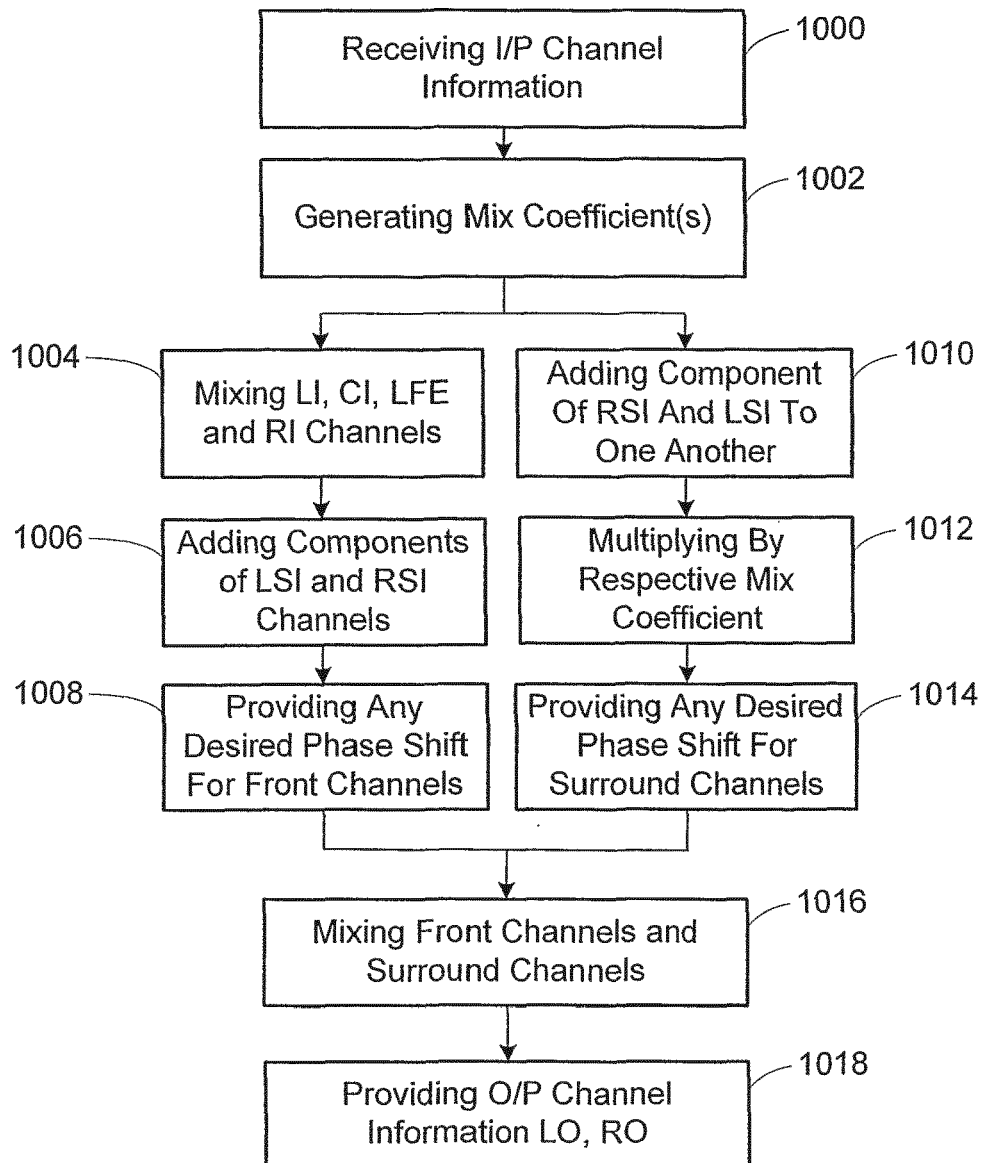 Receiving I/P Channel
Information
1000
Generating Mix Coefficient(s)
1002
1004
Mixing LI, CI, LFE
and RI Channels
Adding Component
Of RSI And LSI To
One Another
1010
1006
Adding Components
of LSI and RSI
Channels
Multiplying By
Respective Mix
Coefficient
1012
1008
Providing Any
Desired Phase Shift
For Front Channels
Providing Any Desired
Phase Shift For
Surround Channels
1014
Mixing Front Channels and
Surround Channels
1016
Providing O/P Channel
Information LO, RO
1018